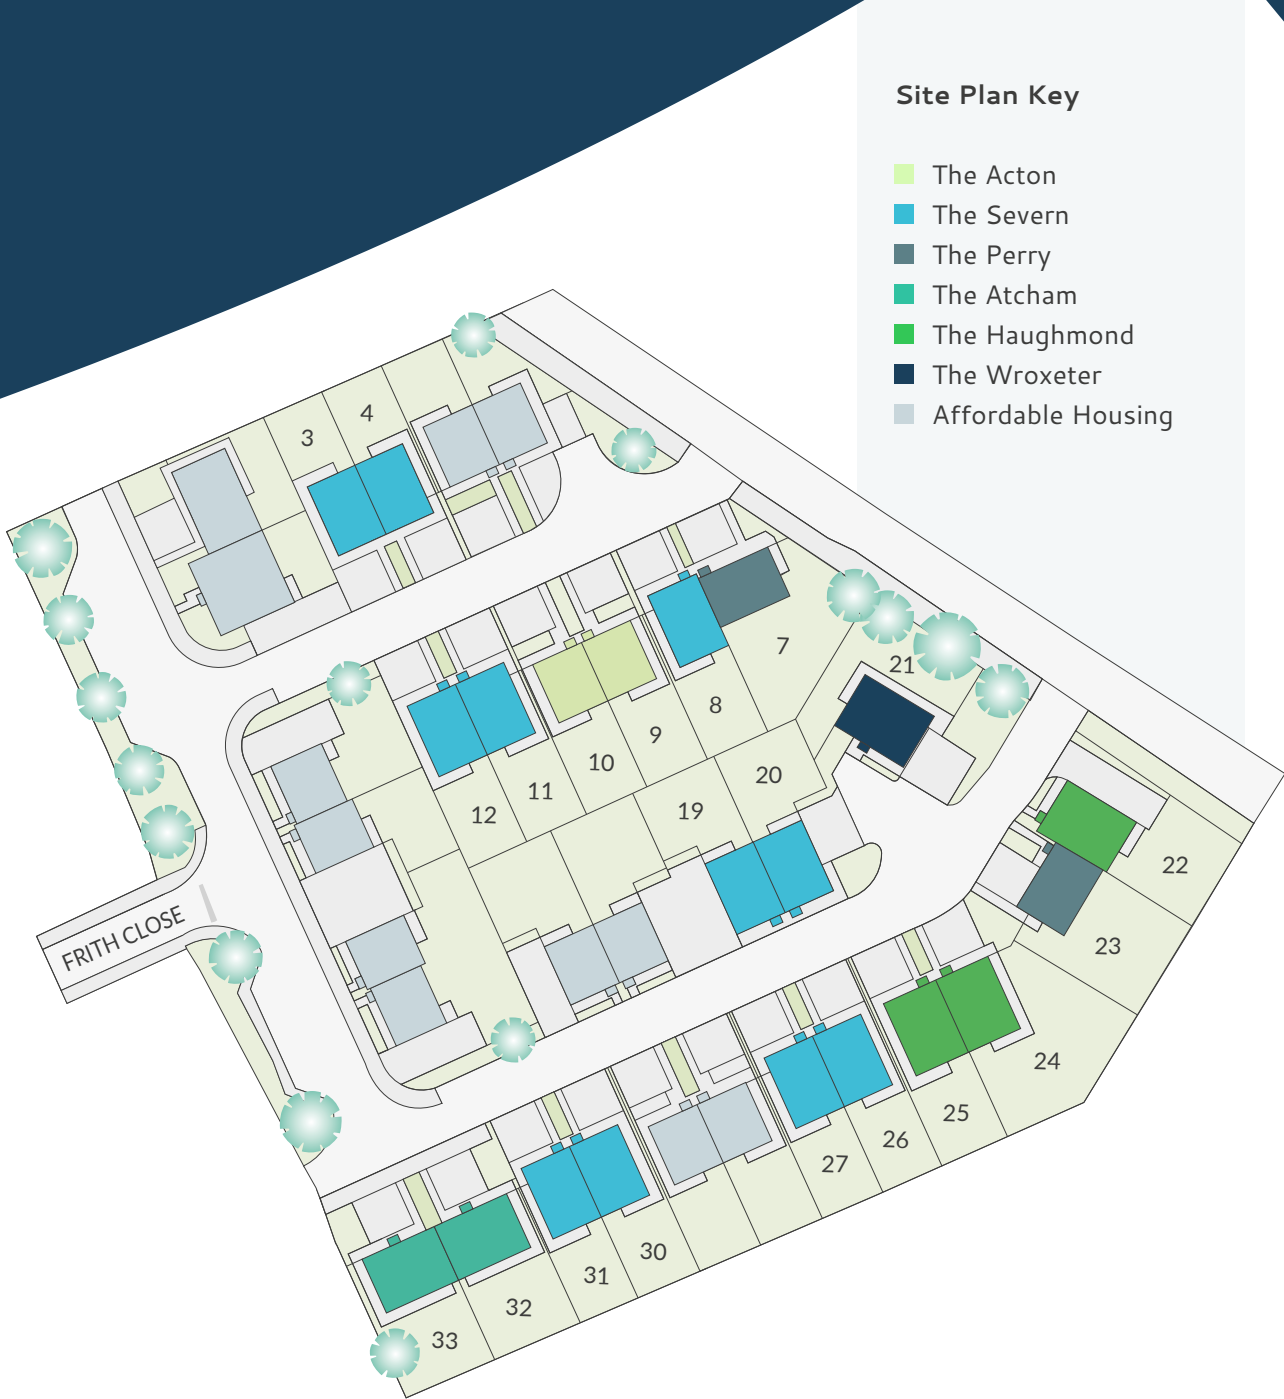 Site Plan Key
The Acton
The Severn
The Perry
The Atcham
The Haughmond
The Wroxeter
Affordable Housing
4
3
7
21
8
9
10
20
11
19
12
22
FRITH CLOSE
23
24
25
26
27
30
31
32
33